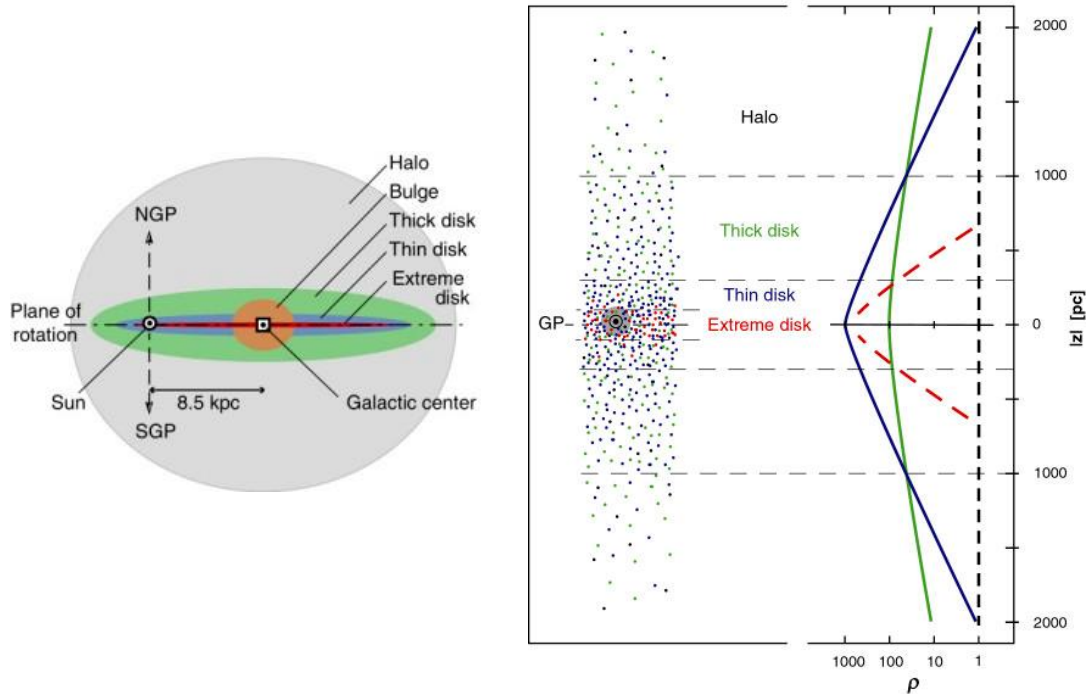 Halo
Bulge
Thick disk
Thin disk
Extreme
disk
NGP
Plane of
rotation
Sun
8.5 kpc
SGP
Galactic center
Halo
Thick disk
Thin disk
GP
Extreme disk
2000
1000
0
1000
2000
|z| [pc]
1000 100 10 1
ρ